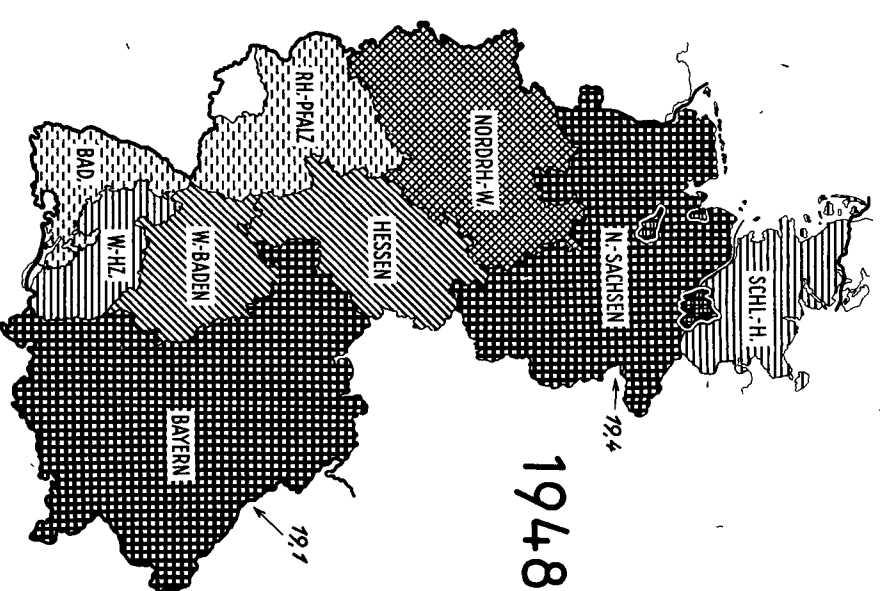 SCHL.-H.
N-SACHSEN
19,4
1948
NORDRH-W.
HESSEN
RH.-PFALZ
W.BADEN
W-HZ.
BAD.
BAYERN
19,1